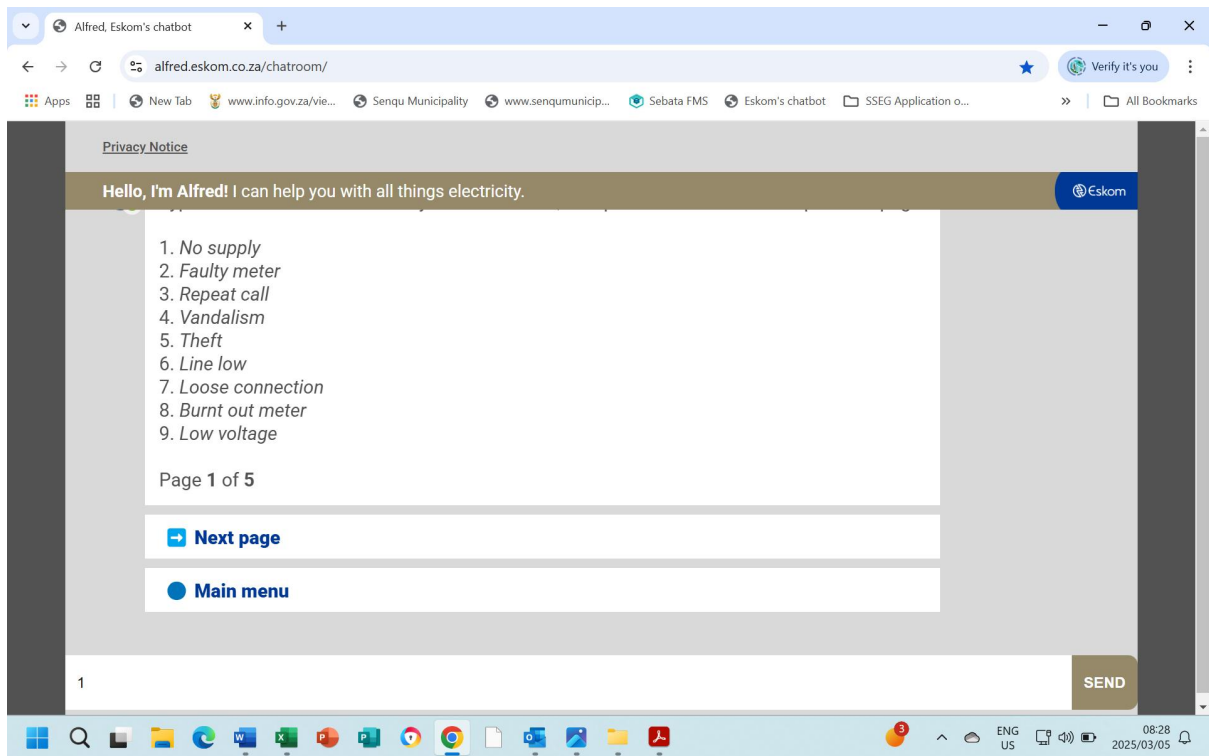 Alfred, Eskom's chatbot
alfred.eskom.co.za/chatroom/
Verify it's you
Apps
New Tab
www.info.gov.za/vie...
Senqu Municipality
www.senqumunicip...
Sebata FMS
Eskom's chatbot
SSEG Application o...
All Bookmarks
Privacy Notice
Hello, I'm Alfred! I can help you with all things electricity.
Eskom
1. No supply
2. Faulty meter
3. Repeat call
4. Vandalism
5. Theft
6. Line low
7. Loose connection
8. Burnt out meter
9. Low voltage
Page 1 of 5
Next page
Main menu
1
SEND
3
ENG
US
08:28
2025/03/05